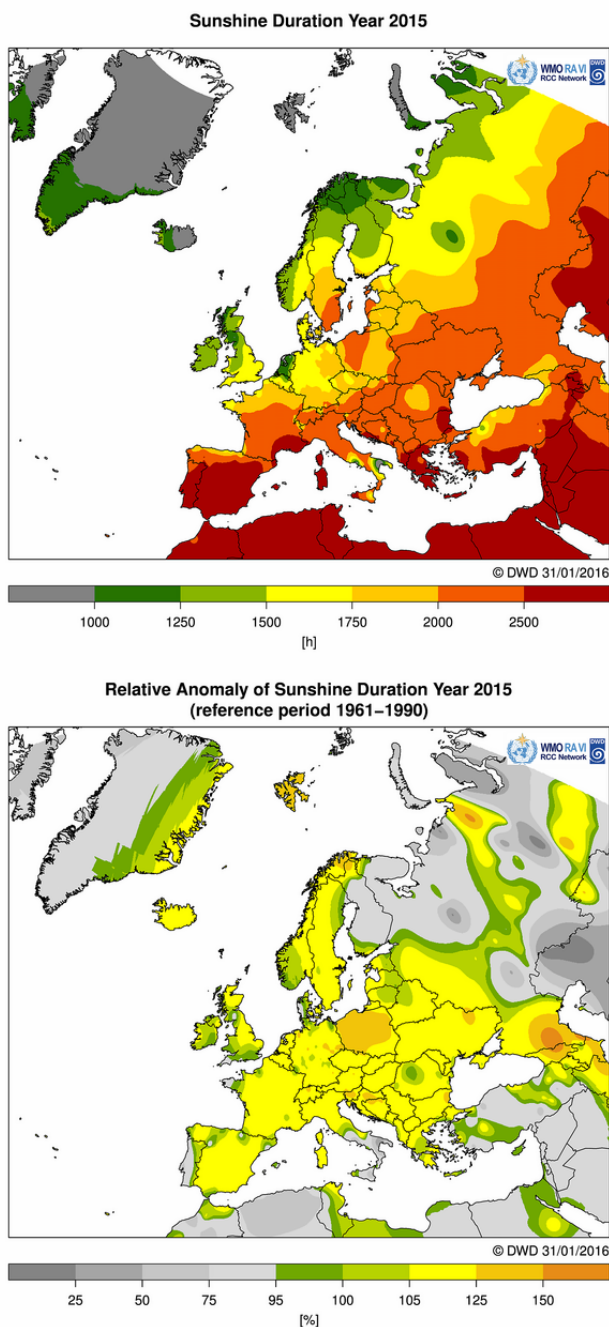 Sunshine Duration Year 2015
WMO RA VI
RCC Network
DWD
© DWD 31/01/2016
1000 1250 1500 1750 2000 2500
[h]
Relative Anomaly of Sunshine Duration Year 2015
(reference period 1961−1990)
WMO RA VI
RCC Network
DWD
© DWD 31/01/2016
25 50 75 95 100 105 125 150
[%]